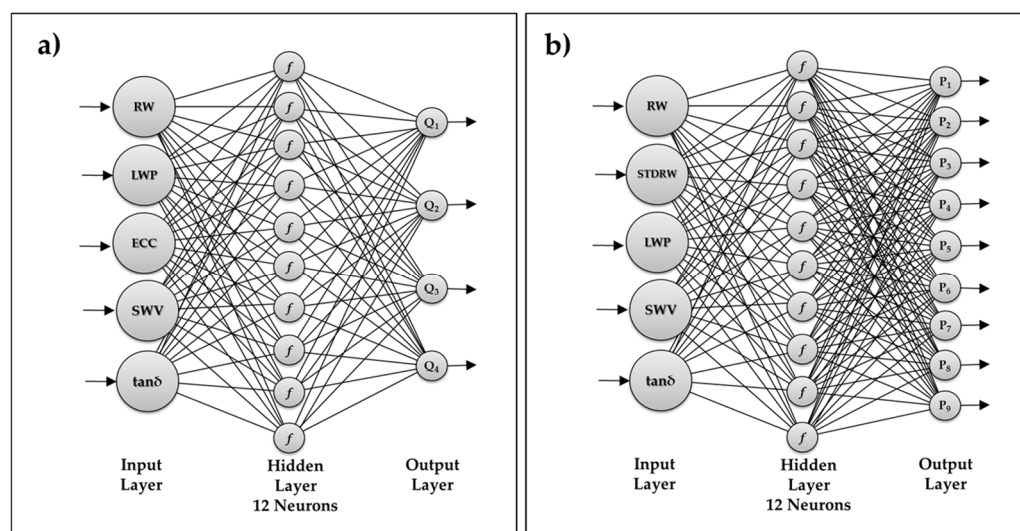 a)
RW
LWP
ECC
SWV
tanδ
f
f
f
f
f
f
f
f
f
f
Q1
Q2
Q3
Q4
Input
Layer
Hidden
Layer
12 Neurons
Output
Layer
b)
RW
STDRW
LWP
SWV
tanδ
f
f
f
f
f
f
f
f
f
f
P1
P2
P3
P4
P5
P6
P7
P8
P9
Input
Layer
Hidden
Layer
12 Neurons
Output
Layer